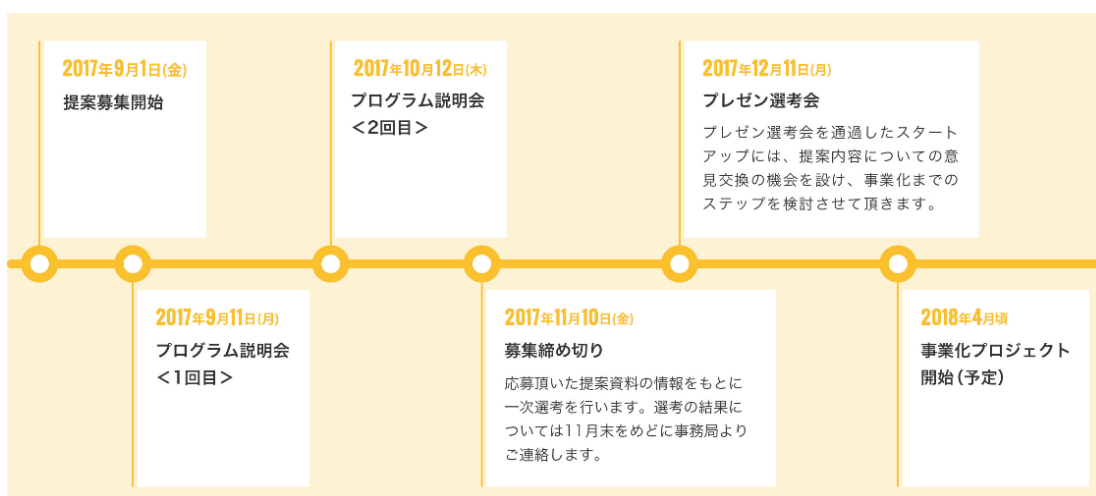 2017年9月1日(金)
提案募集開始
2017年10月12日(木)
プログラム説明会
＜2回目＞
2017年12月11日(月)
プレゼン選考会
プレゼン選考会を通過したスタート
アップには、提案内容についての意
見交換の機会を設け、事業化までの
ステップを検討させて頂きます。
2017年9月11日(月)
プログラム説明会
＜1回目＞
2017年11月10日(金)
募集締め切り
応募頂いた提案資料の情報をもとに
一次選考を行います。選考の結果に
ついては11月末をめどに事務局より
ご連絡します。
2018年4月頃
事業化プロジェクト
開始（予定）